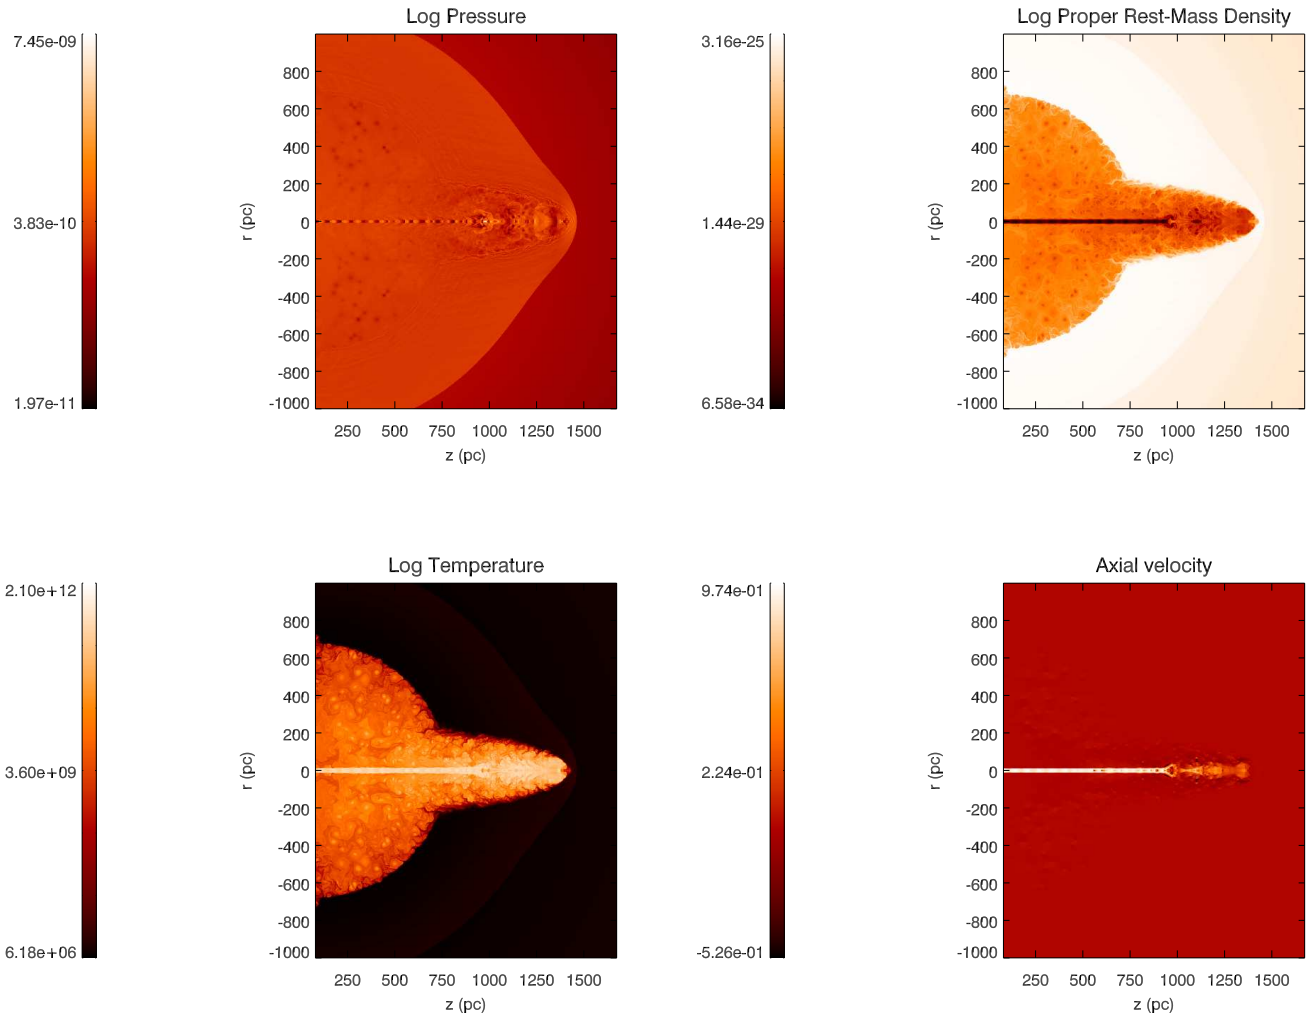 Log Pressure
7.45e-09
3.83e-10
1.97e-11
800
600
400
200
0
-200
-400
-600
-800
-1000
r (pc)
250 500 750 1000 1250 1500
z (pc)
Log Proper Rest-Mass Density
3.16e-25
1.44e-29
6.58e-34
800
600
400
200
0
-200
-400
-600
-800
-1000
r (pc)
250 500 750 1000 1250 1500
z (pc)
Log Temperature
2.10e+12
3.60e+09
6.18e+06
800
600
400
200
0
-200
-400
-600
-800
-1000
r (pc)
250 500 750 1000 1250 1500
z (pc)
Axial velocity
9.74e-01
2.24e-01
-5.26e-01
800
600
400
200
0
-200
-400
-600
-800
-1000
r (pc)
250 500 750 1000 1250 1500
z (pc)